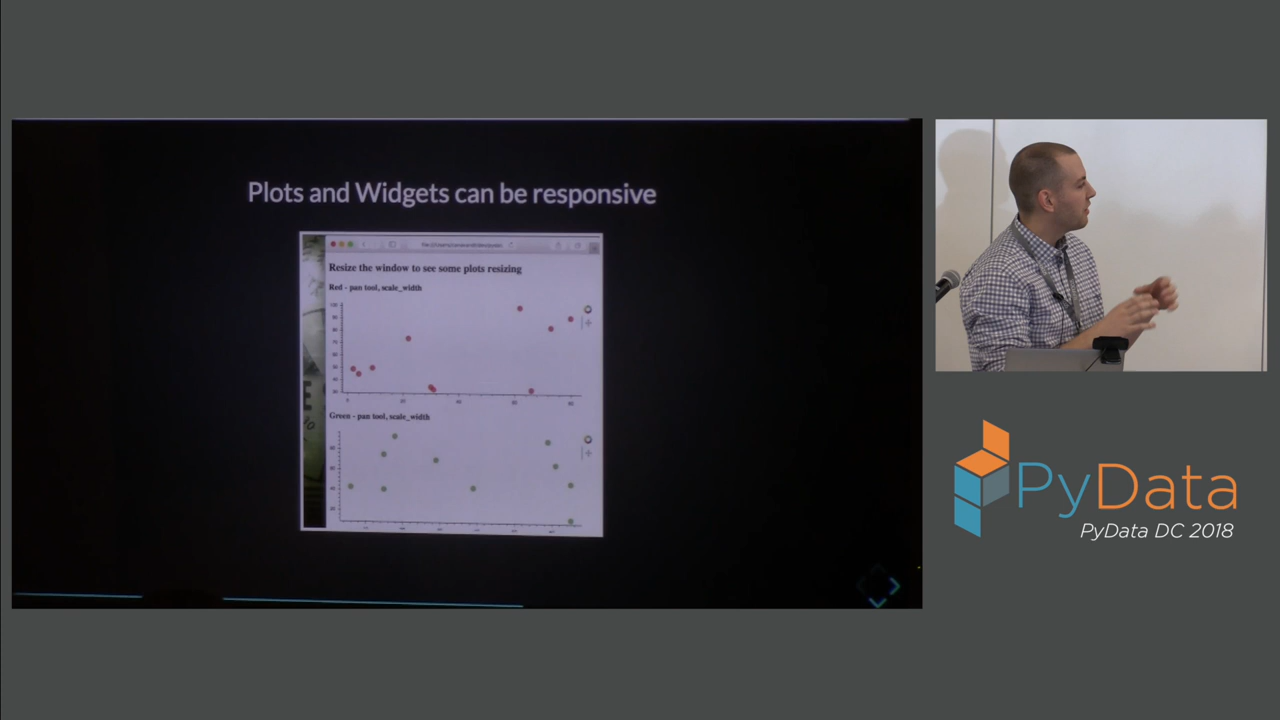 Plots and Widgets can be responsive
Resize the window to see some plots resizing
Red - pan tool, scale_width
Green - pan tool, scale_width
PyData
PyData DC 2018